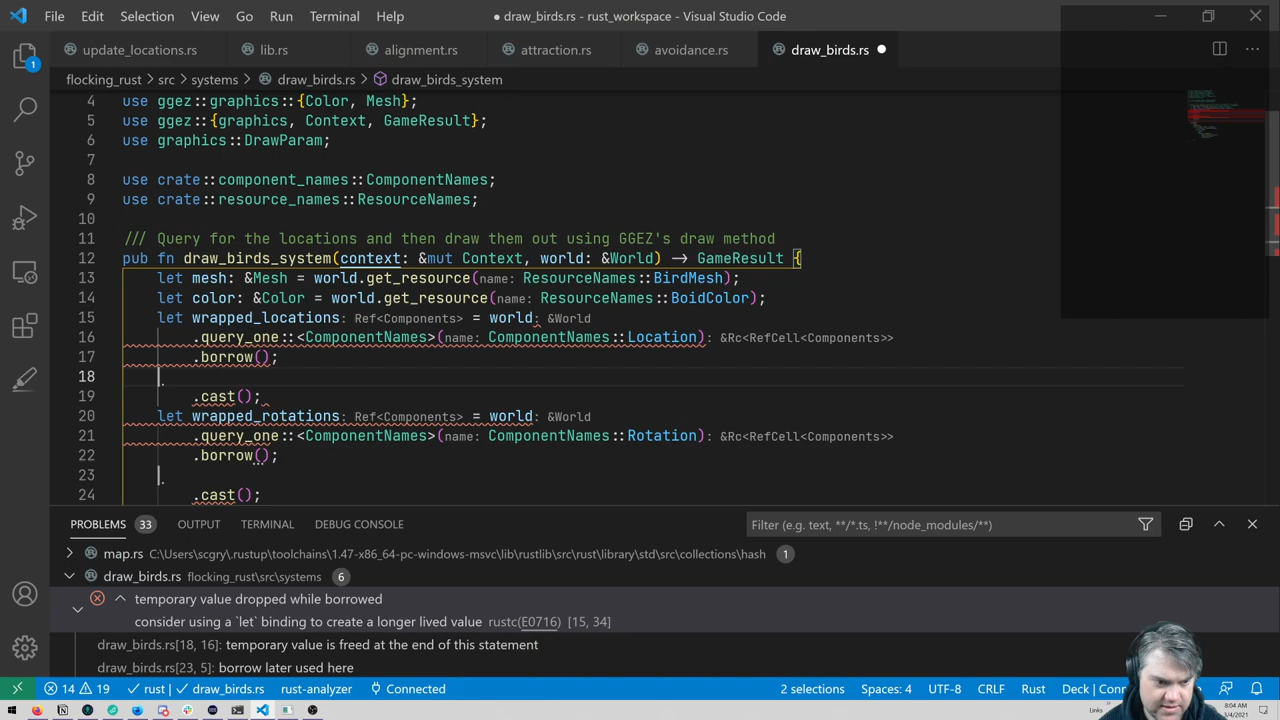 File Edit Selection View Go Run Terminal Help ● draw_birds.rs - rust_workspace - Visual Studio Code
update_locations.rs lib.rs alignment.rs attraction.rs avoidance.rs draw_birds.rs ●
flocking_rust > src > systems > draw_birds.rs > draw_birds_system
4 use ggez::graphics::{Color, Mesh};
5 use ggez::{graphics, Context, GameResult};
6 use graphics::DrawParam;
7
8 use crate::component_names::ComponentNames;
9 use crate::resource_names::ResourceNames;
10
11 /// Query for the locations and then draw them out using GGEZ's draw method
12 pub fn draw_birds_system(context: &mut Context, world: &World) -> GameResult {
13 let mesh: &Mesh = world.get_resource(name: ResourceNames::BirdMesh);
14 let color: &Color = world.get_resource(name: ResourceNames::BoidColor);
15 let wrapped_locations: Ref<Components> = world: &World
16 .query_one::<ComponentNames>(name: ComponentNames::Location): &Rc<RefCell<Components>>
17 .borrow();
18 .
19 .cast();
20 let wrapped_rotations: Ref<Components> = world: &World
21 .query_one::<ComponentNames>(name: ComponentNames::Rotation): &Rc<RefCell<Components>>
22 .borrow();
23 .
24 .cast();
PROBLEMS 33 OUTPUT TERMINAL DEBUG CONSOLE Filter (e.g. text, **/*.ts, !**/node_modules/**)
map.rs C:\Users\scgry\.rustup\toolchains\1.47-x86_64-pc-windows-msvc\lib\rustlib\src\rust\library\std\src\collections\hash 1
draw_birds.rs flocking_rust\src\systems 6
temporary value dropped while borrowed
consider using a `let` binding to create a longer lived value rustc(E0716) [15, 34]
draw_birds.rs[18, 16]: temporary value is freed at the end of this statement
draw_birds.rs[23, 5]: borrow later used here
14 19 rust | draw_birds.rs rust-analyzer Connected 2 selections Spaces: 4 UTF-8 CRLF Rust Deck | Conn
Links 8:04 AM
3/4/2021